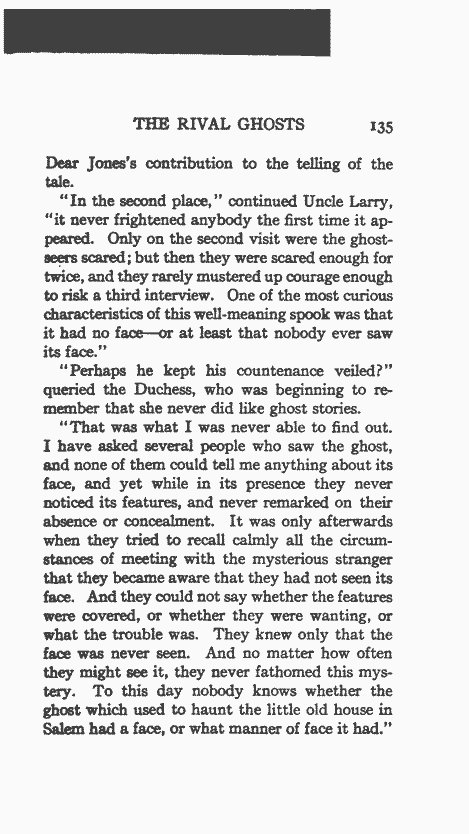 THE RIVAL GHOSTS 135
Dear Jones's contribution to the telling of the
tale.
"In the second place," continued Uncle Larry,
"it never frightened anybody the first time it ap-
peared. Only on the second visit were the ghost-
seers scared; but then they were scared enough for
twice, and they rarely mustered up courage enough
to risk a third interview. One of the most curious
characteristics of this well-meaning spook was that
it had no face—or at least that nobody ever saw
its face."
"Perhaps he kept his countenance veiled?"
queried the Duchess, who was beginning to re-
member that she never did like ghost stories.
"That was what I was never able to find out.
I have asked several people who saw the ghost,
and none of them could tell me anything about its
face, and yet while in its presence they never
noticed its features, and never remarked on their
absence or concealment. It was only afterwards
when they tried to recall calmly all the circum-
stances of meeting with the mysterious stranger
that they became aware that they had not seen its
face. And they could not say whether the features
were covered, or whether they were wanting, or
what the trouble was. They knew only that the
face was never seen. And no matter how often
they might see it, they never fathomed this mys-
tery. To this day nobody knows whether the
ghost which used to haunt the little old house in
Salem had a face, or what manner of face it had."